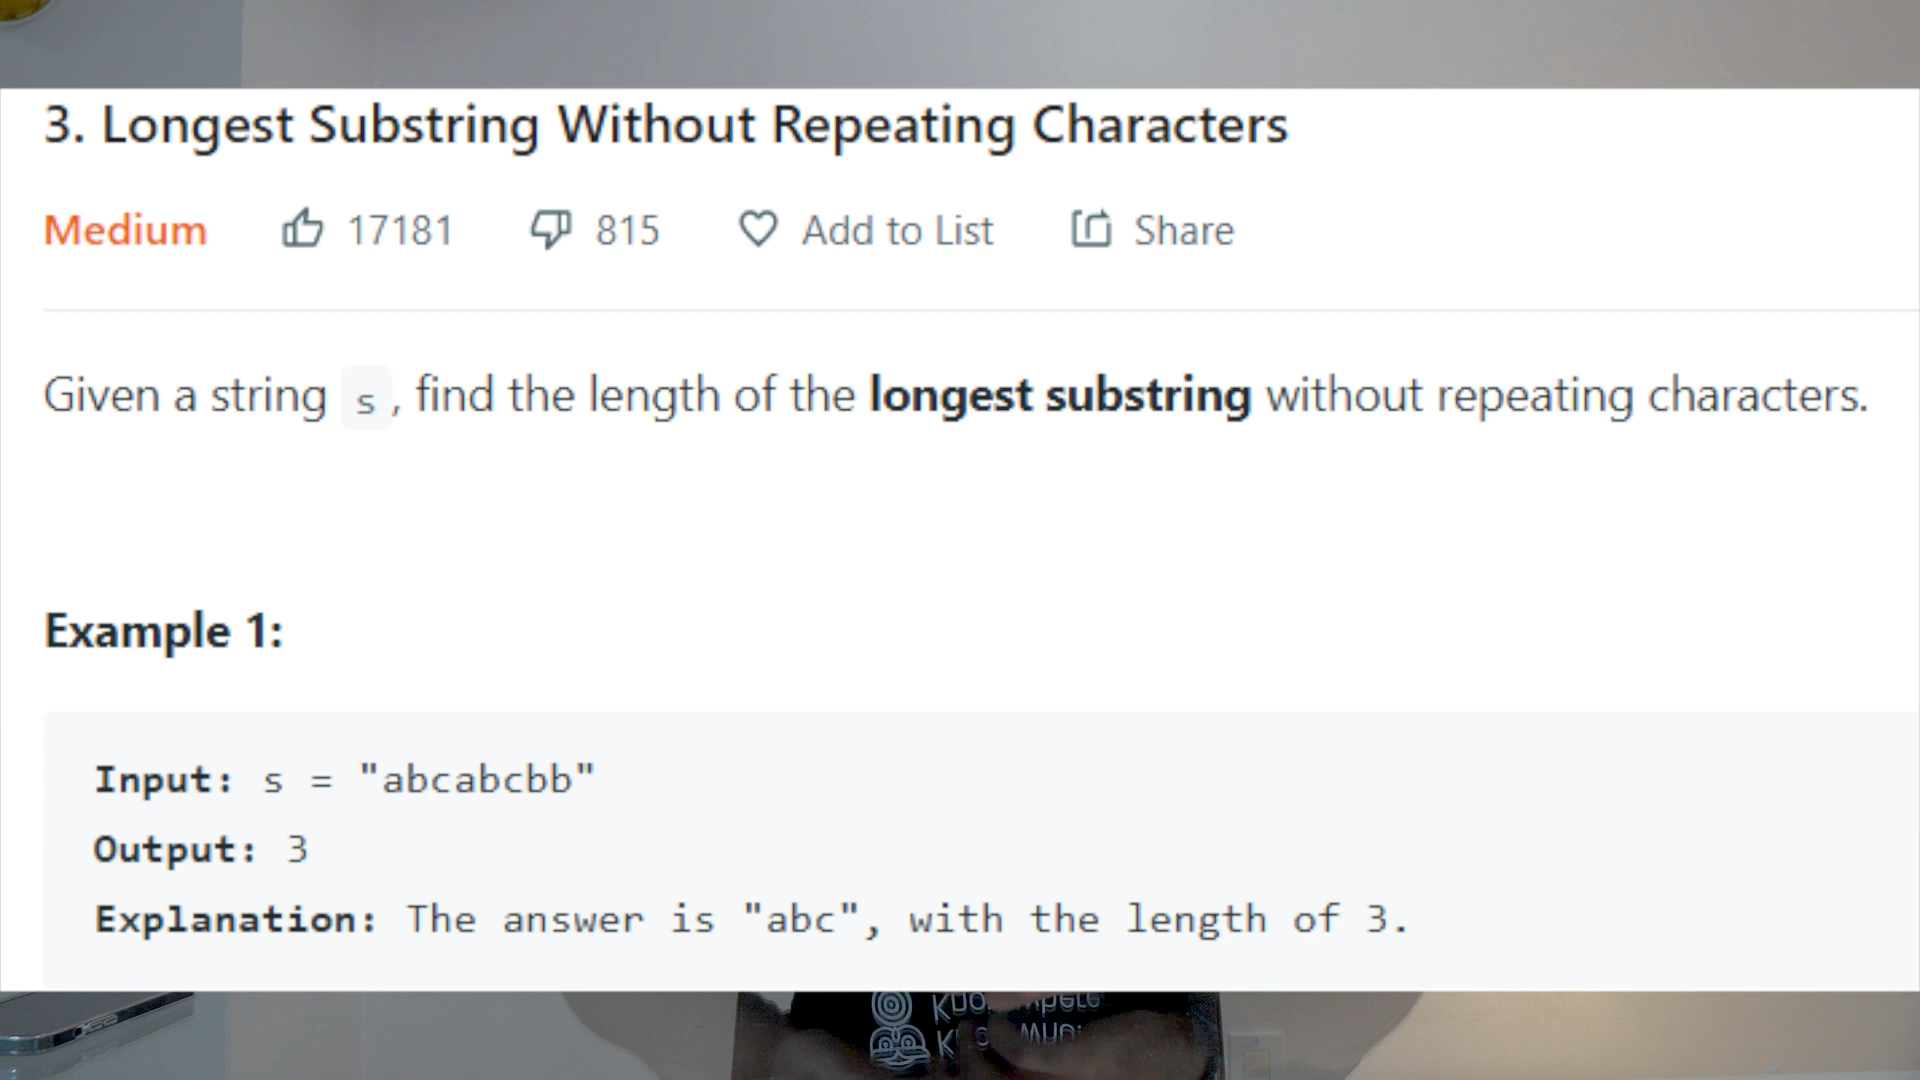 3. Longest Substring Without Repeating Characters
Medium 17181 815 Add to List Share
Given a string s, find the length of the longest substring without repeating characters.
Example 1:
Input: s = "abcabcbb"
Output: 3
Explanation: The answer is "abc", with the length of 3.